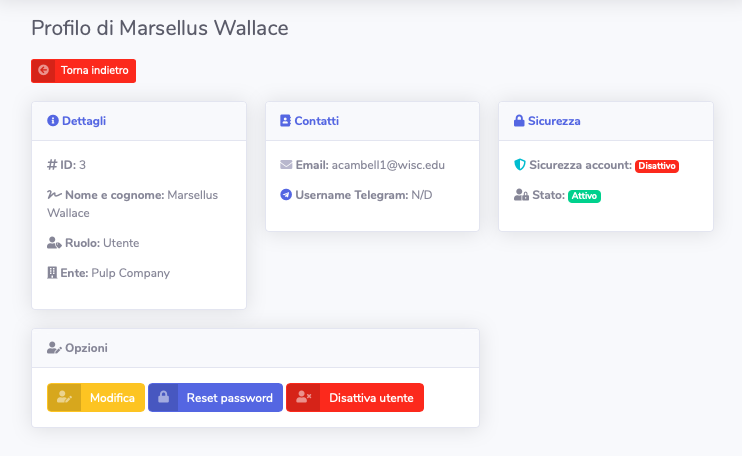 Profilo di Marsellus Wallace
Torna indietro
Dettagli
ID: 3
Nome e cognome: Marsellus
Wallace
Ruolo: Utente
Ente: Pulp Company
Contatti
Email: acambell1@wisc.edu
Username Telegram: N/D
Sicurezza
Sicurezza account: Disattivo
Stato: Attivo
Opzioni
Modifica
Reset password
Disattiva utente